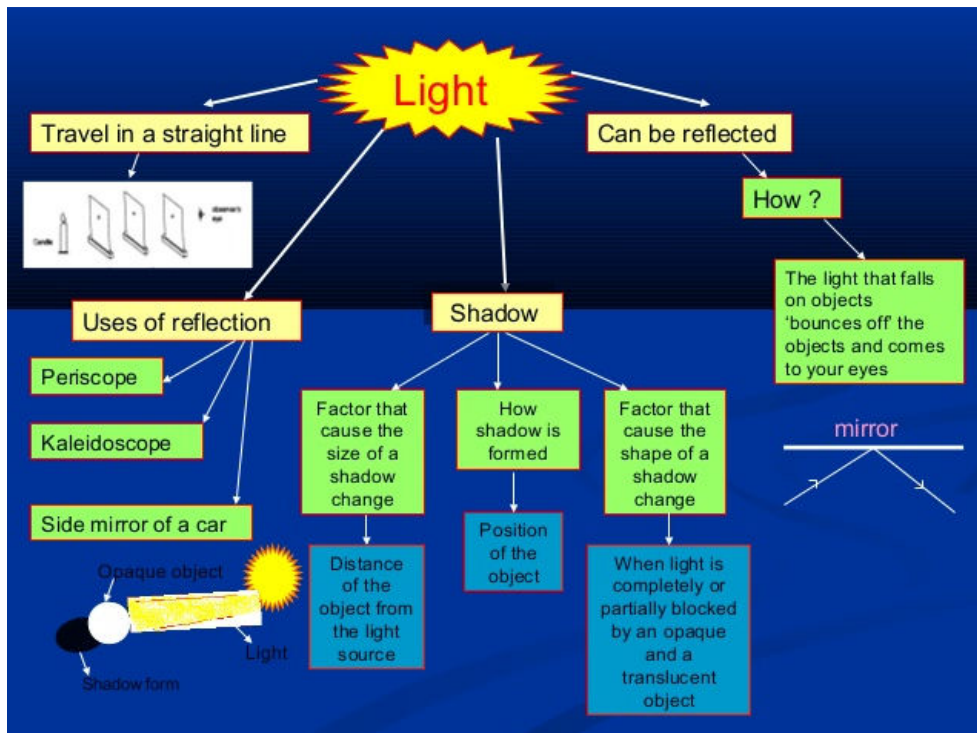 Light
Travel in a straight line
Can be reflected
Candle
observer's
eye
How ?
The light that falls
on objects
‘bounces off’ the
objects and comes
to your eyes
Uses of reflection
Shadow
Periscope
Kaleidoscope
Side mirror of a car
Factor that
cause the
size of a
shadow
change
How
shadow is
formed
Factor that
cause the
shape of a
shadow
change
mirror
Distance
of the
object from
the light
source
Position
of the
object
When light is
completely or
partially blocked
by an opaque
and a
translucent
object
Opaque object
Light
Shadow form